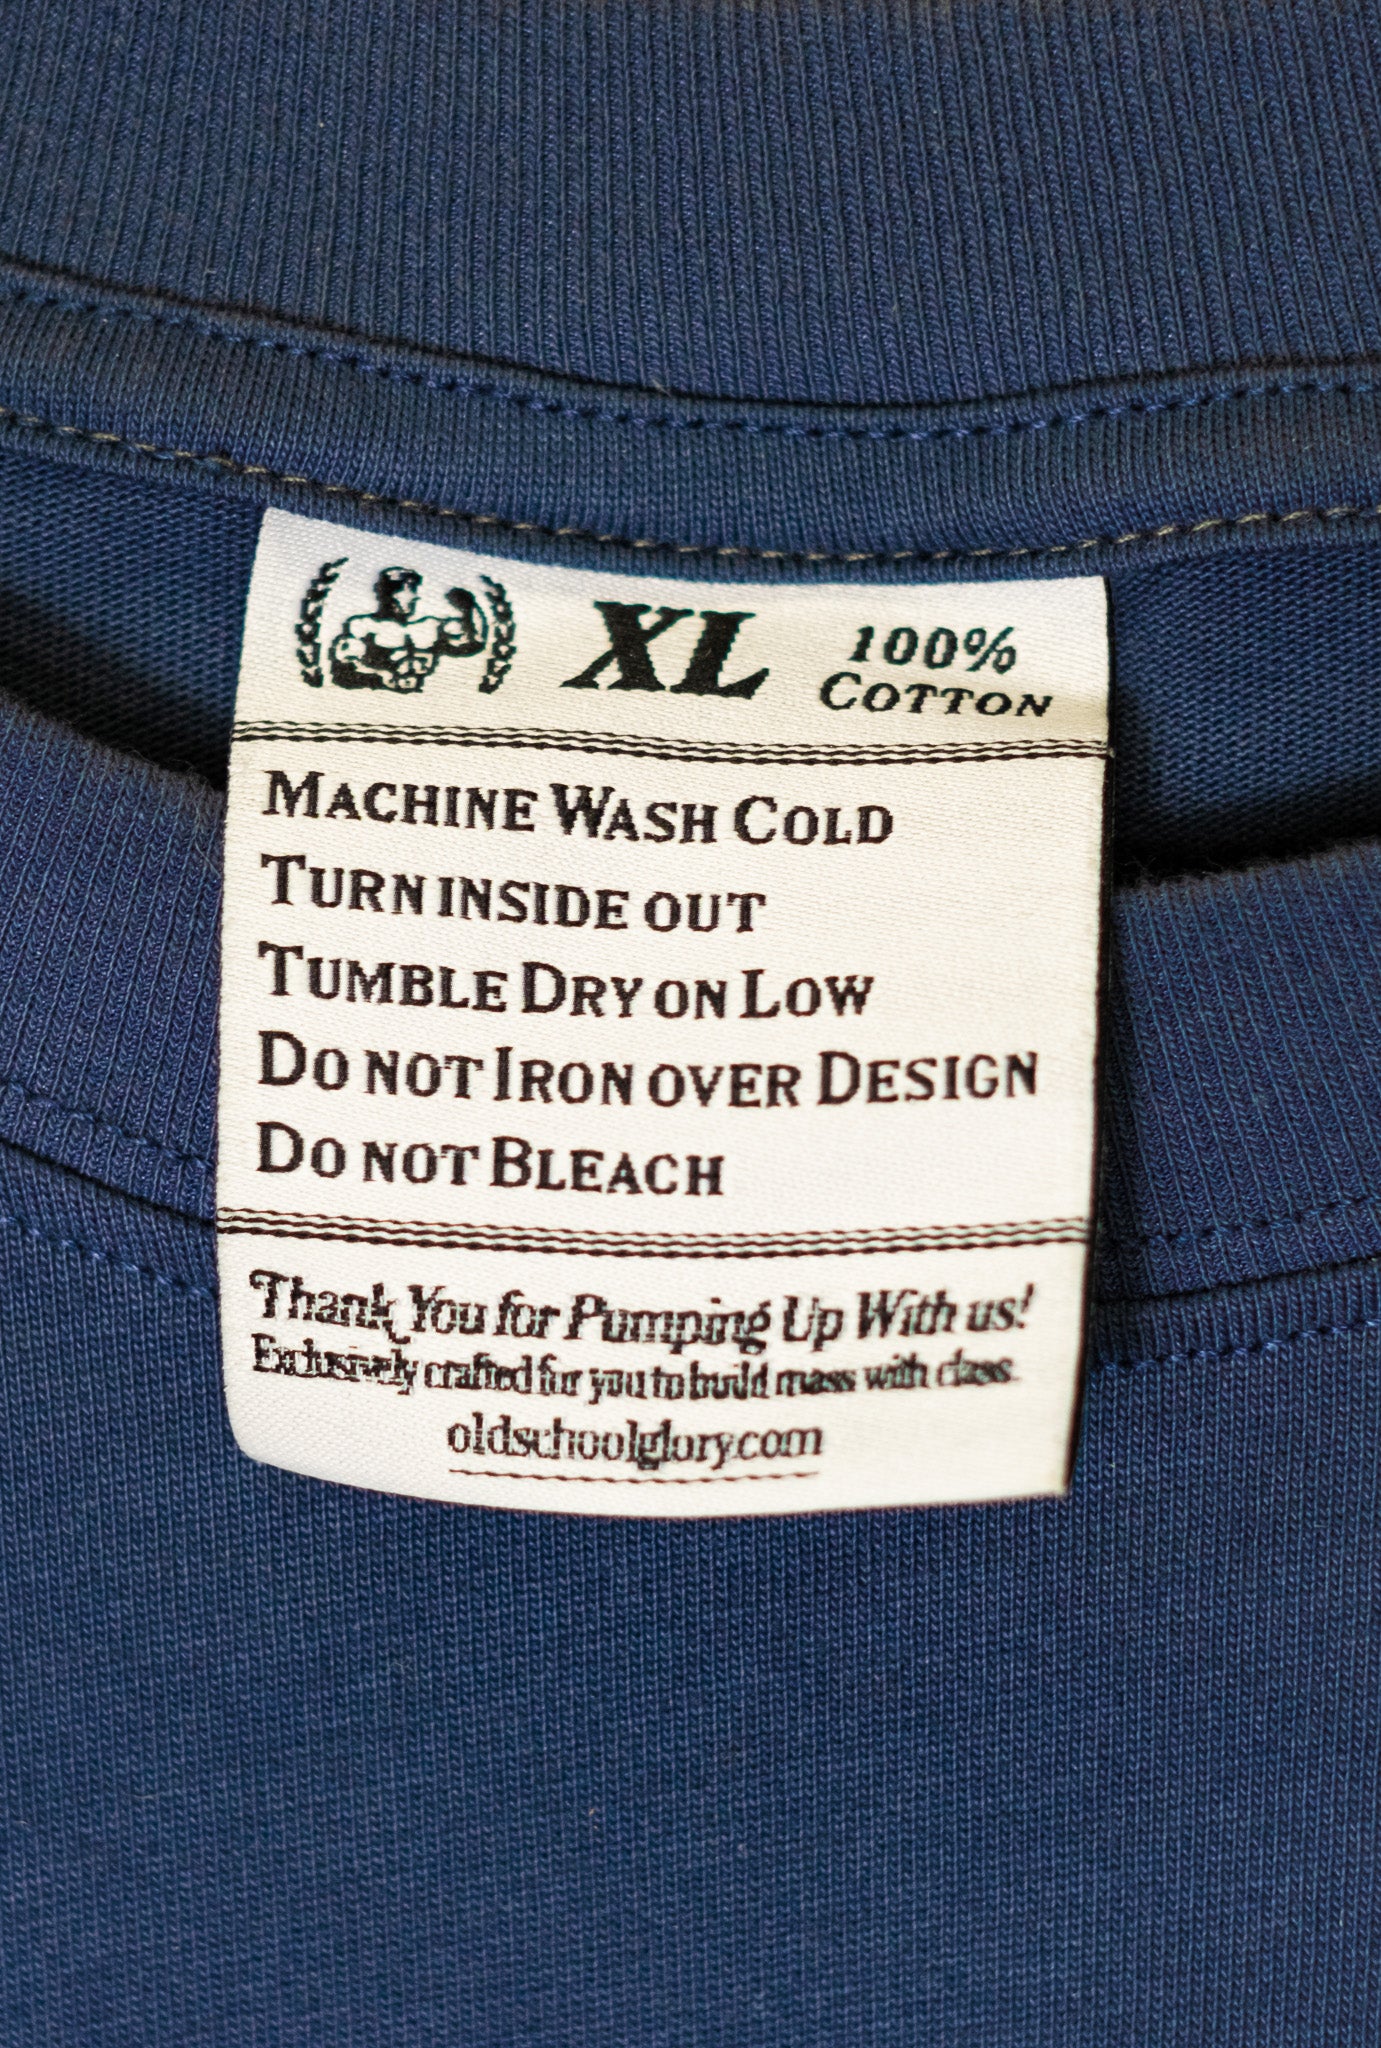 XL 100%
COTTON
MACHINE WASH COLD
TURN INSIDE OUT
TUMBLE DRY ON LOW
DO NOT IRON OVER DESIGN
DO NOT BLEACH
Thank You for Pumping Up With us!
Exclusively crafted for you to build mass with class.
oldschoolglory.com